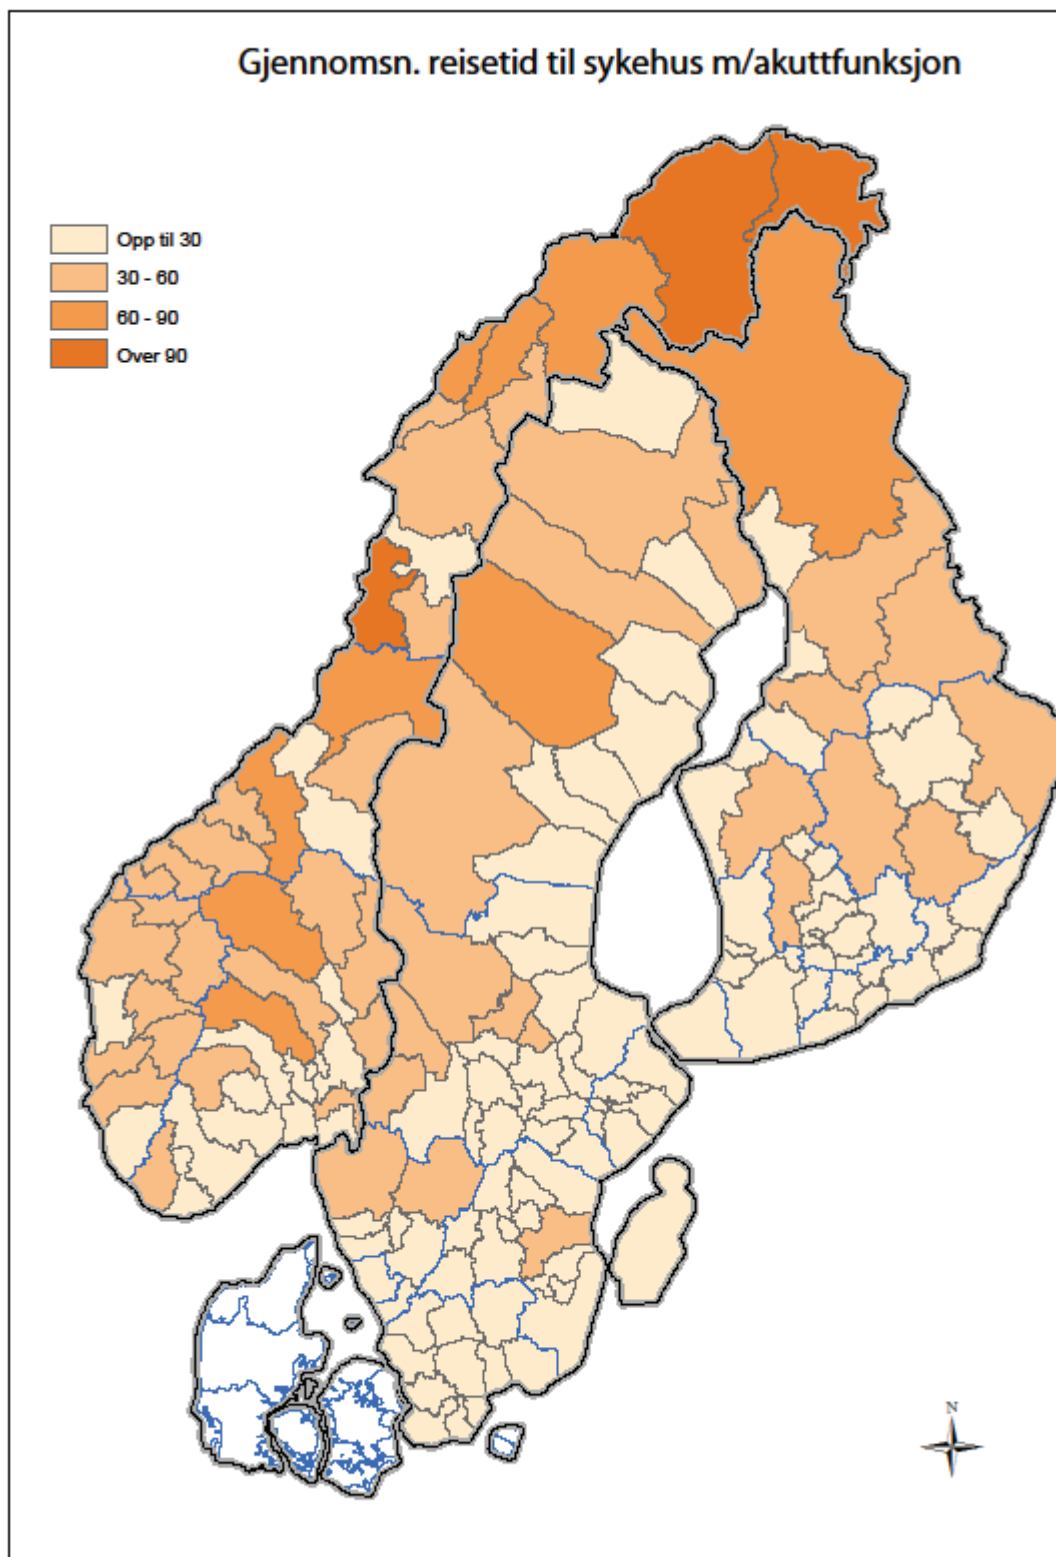 Gjennomsn. reisetid til sykehus m/akuttfunksjon
Opp til 30
30 - 60
60 - 90
Over 90
N